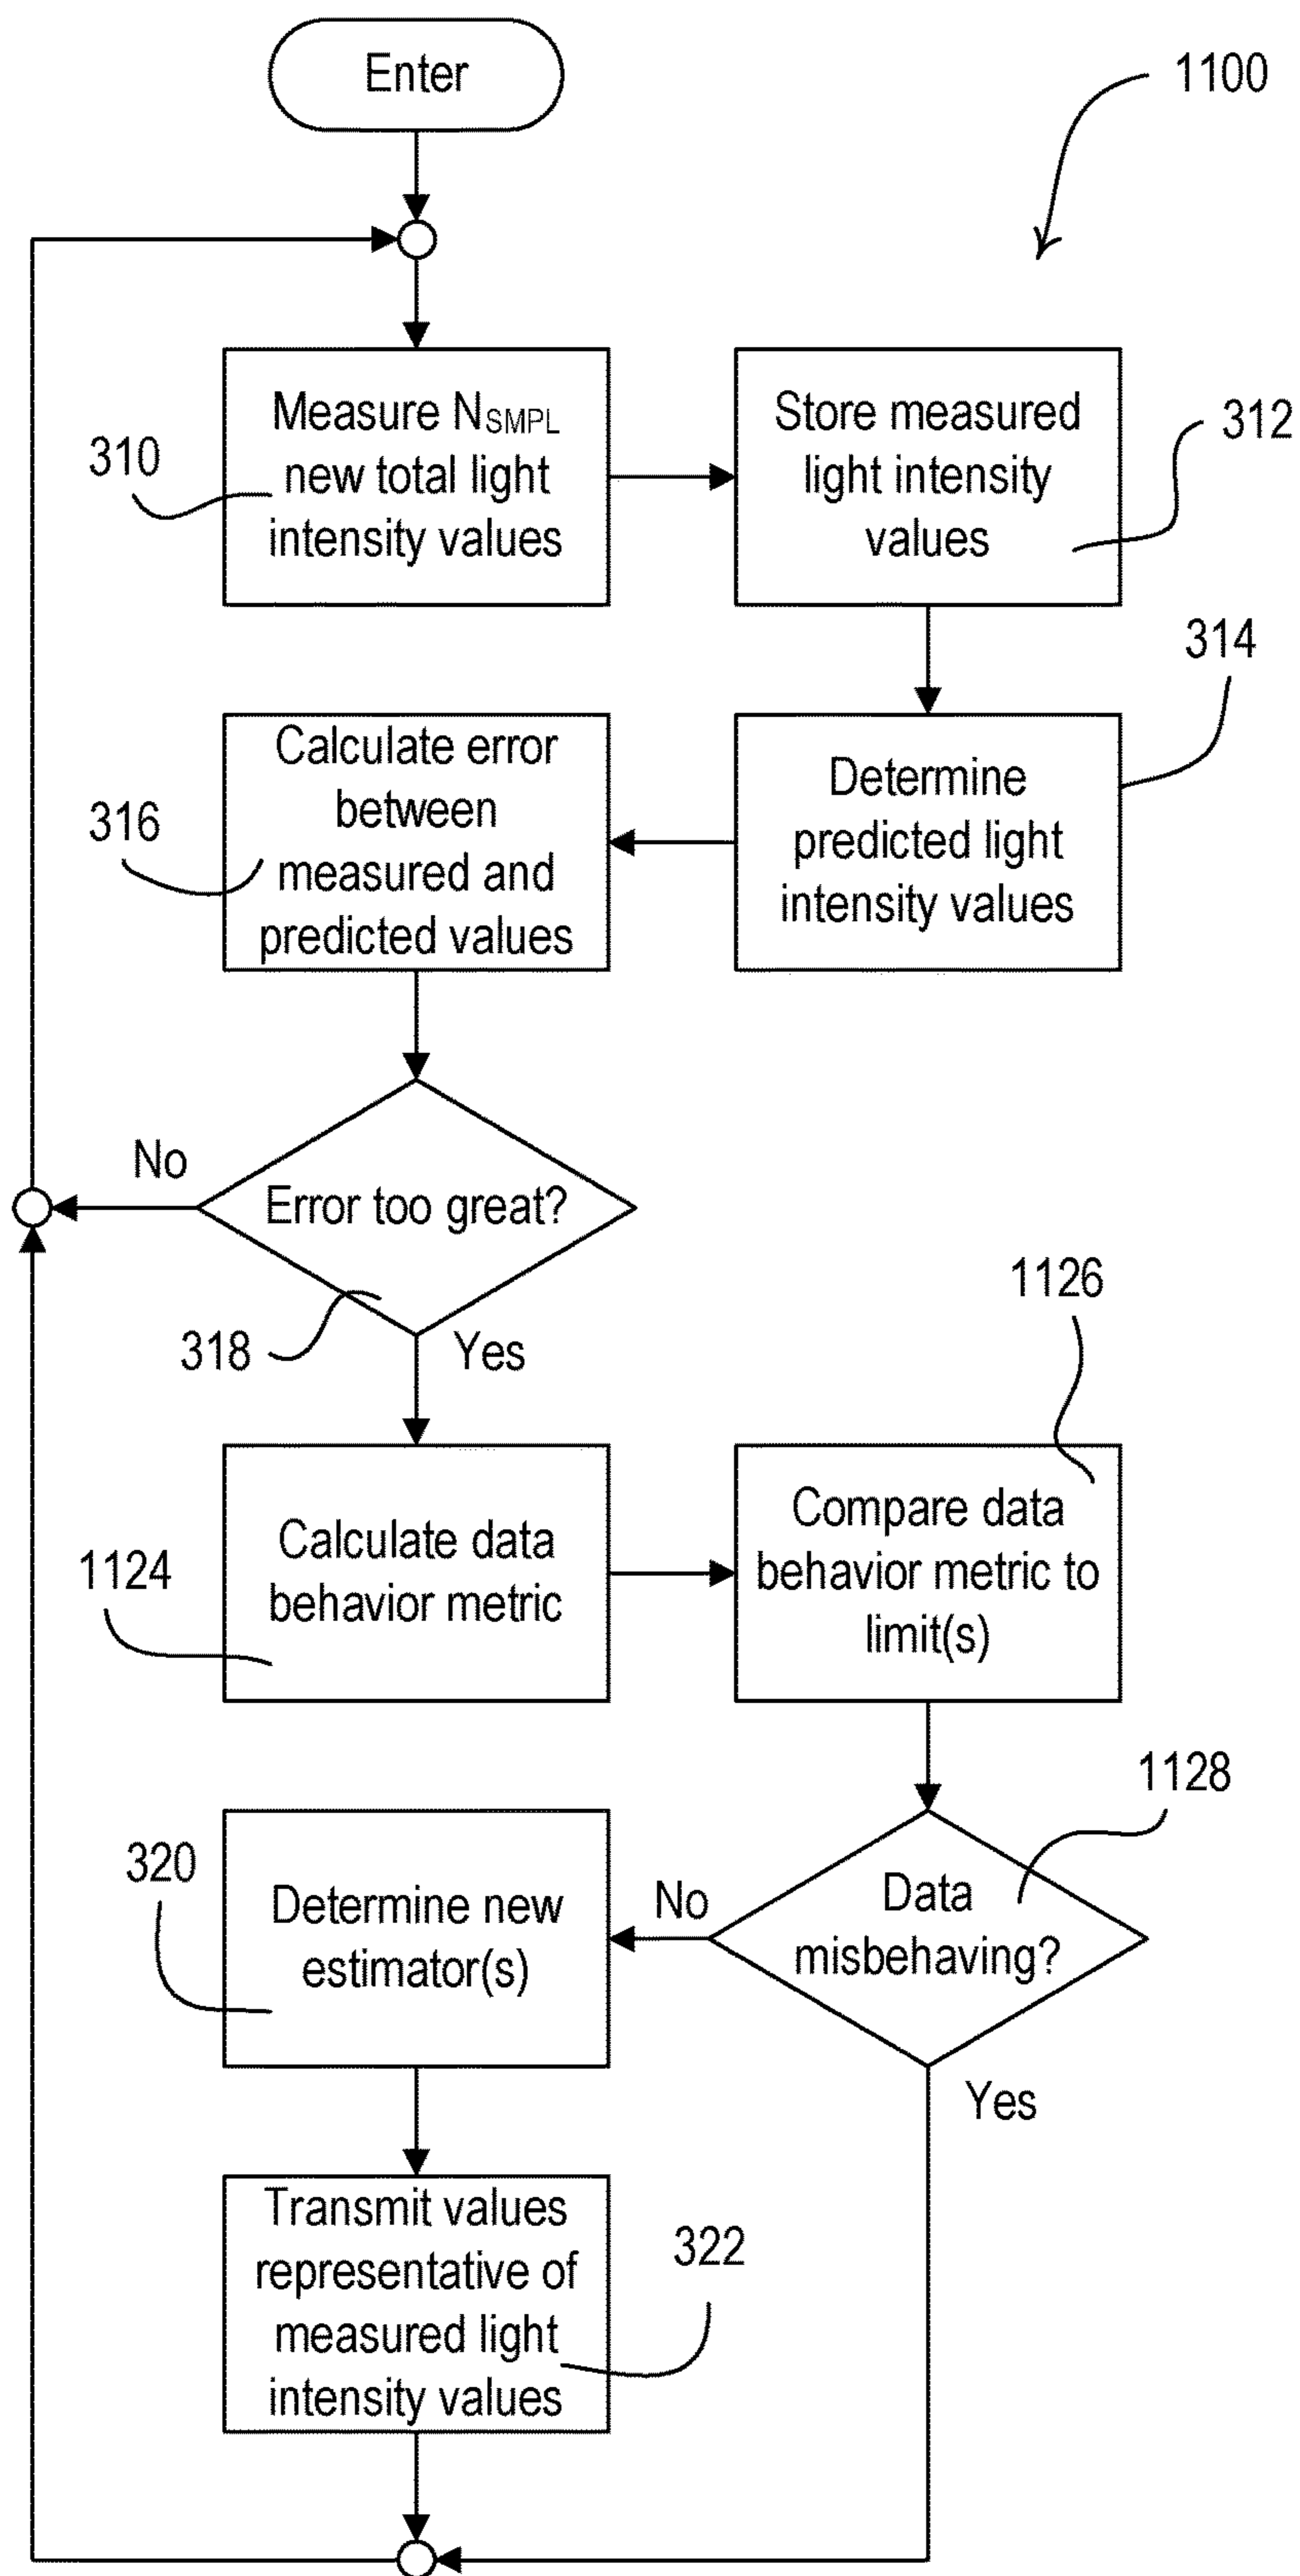 Enter
1100
Measure NSMPL
new total light
intensity values
310
Store measured
light intensity
values
312
314
Calculate error
between
measured and
predicted values
316
Determine
predicted light
intensity values
No
Error too great?
318
Yes
1126
Calculate data
behavior metric
1124
Compare data
behavior metric to
limit(s)
1128
320
Determine new
estimator(s)
No
Data
misbehaving?
Yes
Transmit values
representative of
measured light
intensity values
322